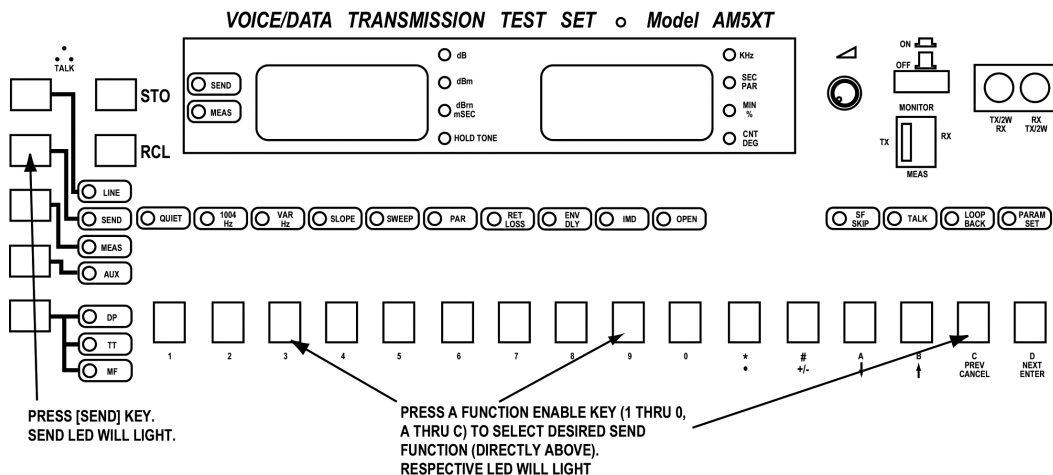 VOICE/DATA TRANSMISSION TEST SET o Model AM5XT
TALK
STO
RCL
SEND
MEAS
dB
dBm
dBrn
mSEC
HOLD TONE
KHz
SEC
PAR
MIN
%
CNT
DEG
ON
OFF
MONITOR
TX
RX
MEAS
TX/2W
RX
RX
TX/2W
LINE
SEND
MEAS
AUX
DP
TT
MF
QUIET
1004
Hz
VAR
Hz
SLOPE
SWEEP
PAR
RET
LOSS
ENV
DLY
IMD
OPEN
SF
SKIP
TALK
LOOP
BACK
PARAM
SET
1
2
3
4
5
6
7
8
9
0
*
•
#
+/-
A
B
C
PREV
CANCEL
D
NEXT
ENTER
PRESS [SEND] KEY.
SEND LED WILL LIGHT.
PRESS A FUNCTION ENABLE KEY (1 THRU 0,
A THRU C) TO SELECT DESIRED SEND
FUNCTION (DIRECTLY ABOVE).
RESPECTIVE LED WILL LIGHT